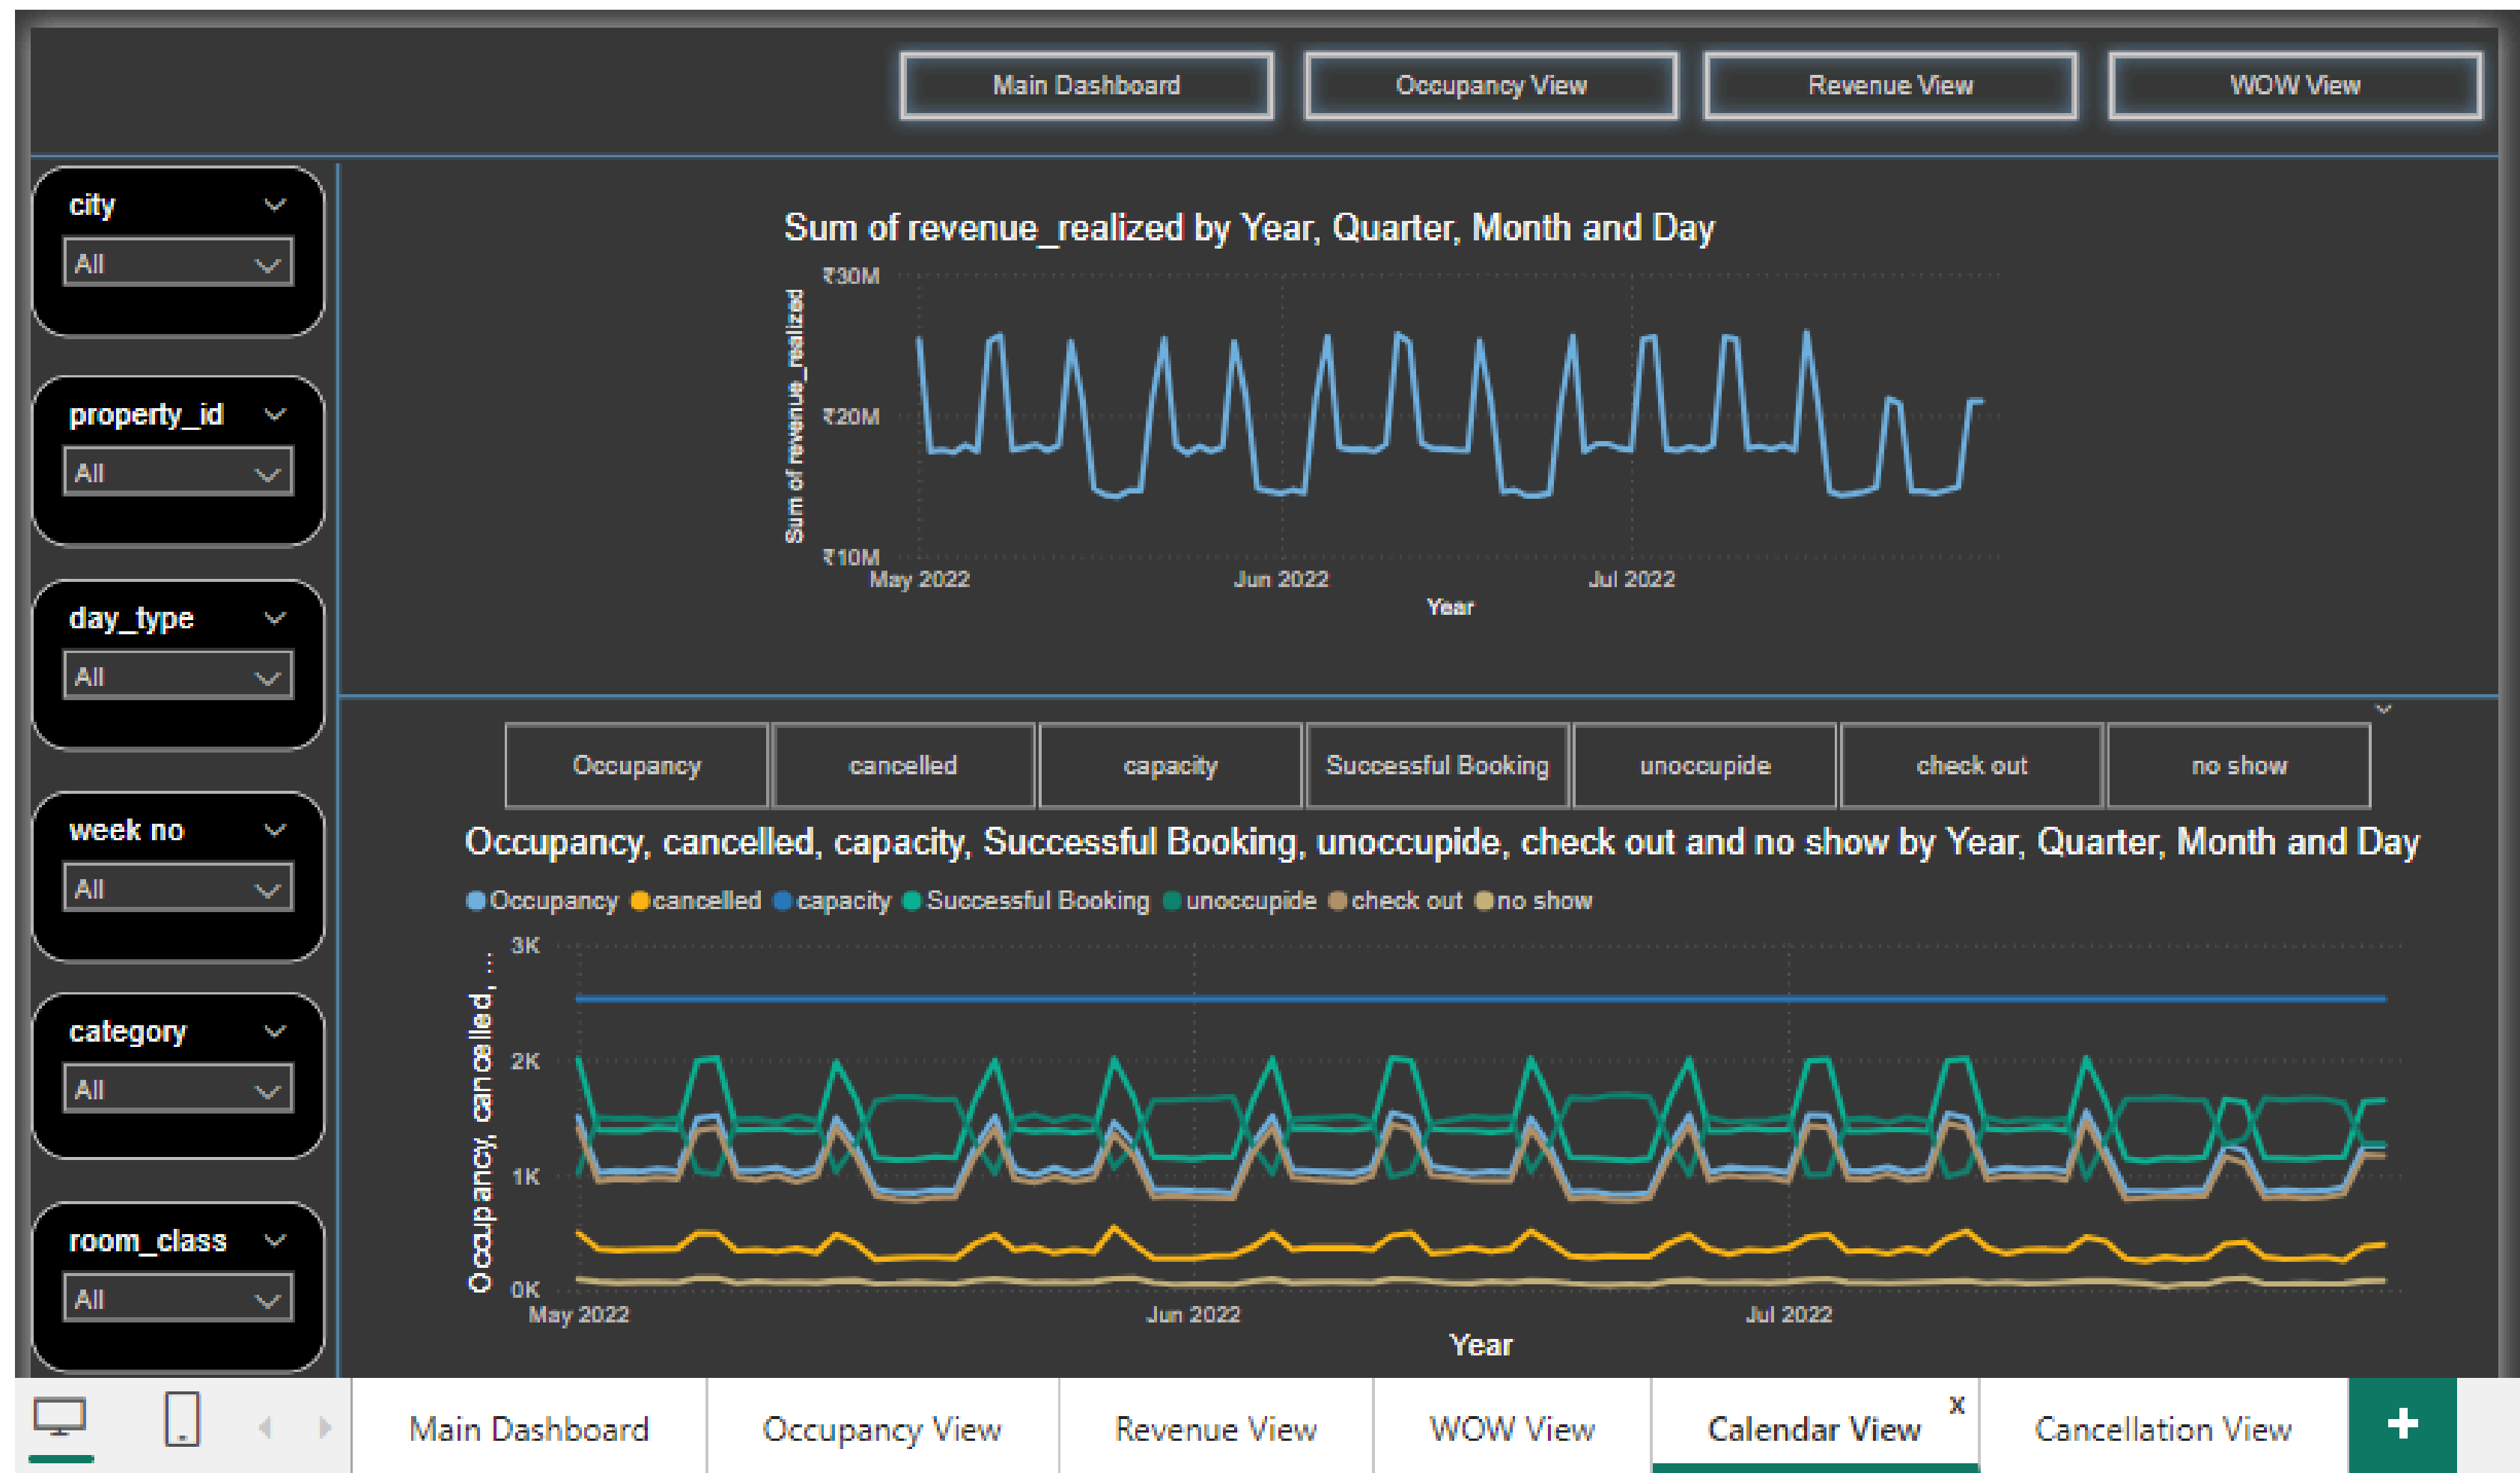 Main Dashboard Occupancy View Revenue View WOW View
city
All
property_id
All
day_type
All
week no
All
category
All
room_class
All
Sum of revenue_realized by Year, Quarter, Month and Day
Sum of revenue_realized
₹30M
₹20M
₹10M
May 2022 Jun 2022 Jul 2022
Year
Occupancy cancelled capacity Successful Booking unoccupide check out no show
Occupancy, cancelled, capacity, Successful Booking, unoccupide, check out and no show by Year, Quarter, Month and Day
Occupancy cancelled capacity Successful Booking unoccupide check out no show
Occupancy, cancelled, ...
3K
2K
1K
0K
May 2022 Jun 2022 Jul 2022
Year
Main Dashboard Occupancy View Revenue View WOW View Calendar View x Cancellation View +